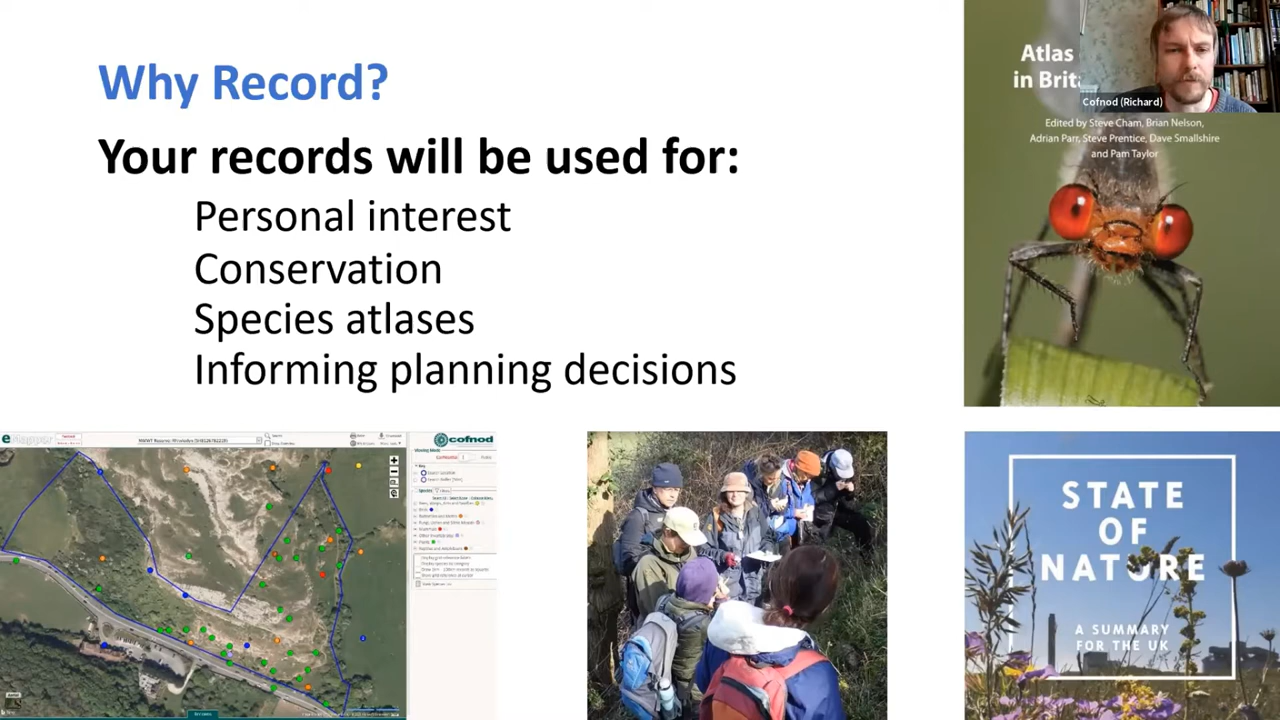 Why Record?
Your records will be used for:
Personal interest
Conservation
Species atlases
Informing planning decisions
Atlas
in Brit
Cofnod (Richard)
Edited by Steve Cham, Brian Nelson,
Adrian Parr, Steve Prentice, Dave Smallshire
and Pam Taylor
eMapper
cofnod
STATE
OF
NATURE
A SUMMARY
FOR THE UK